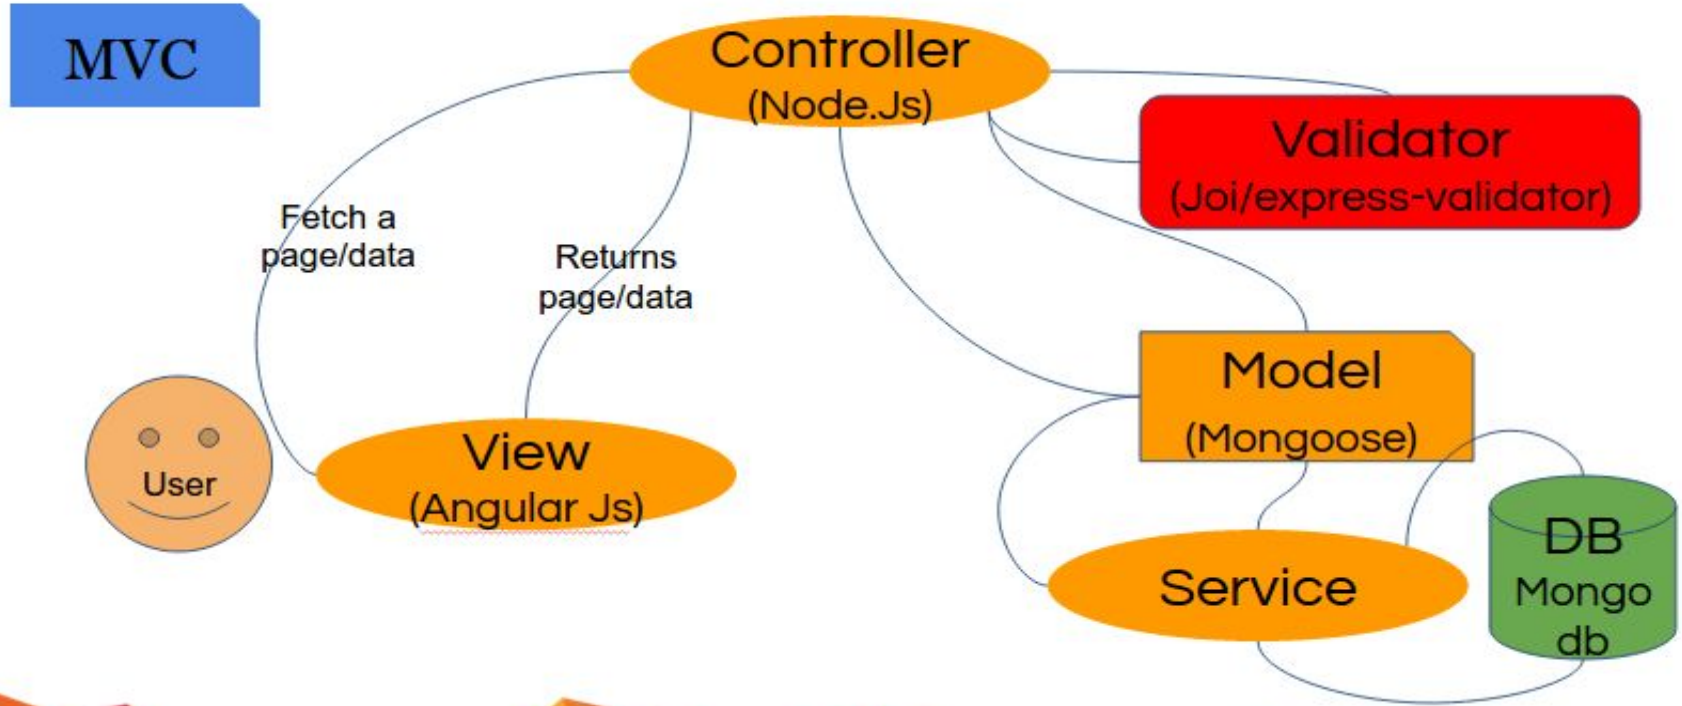 MVC
Controller
(Node.Js)
Validator
(Joi/express-validator)
Fetch a
page/data
Returns
page/data
Model
(Mongoose)
User
View
(Angular Js)
Service
DB
Mongo
db